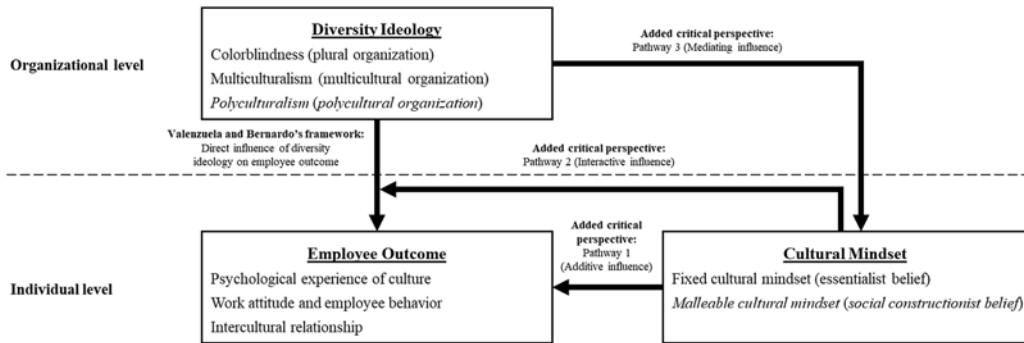 Diversity Ideology
Colorblindness (plural organization)
Multiculturalism (multicultural organization)
Polyculturalism (polycultural organization)
Organizational level
Added critical perspective:
Pathway 3 (Mediating influence)
Valenzuela and Bernardo's framework:
Direct influence of diversity
ideology on employee outcome
Added critical perspective:
Pathway 2 (Interactive influence)
Individual level
Employee Outcome
Psychological experience of culture
Work attitude and employee behavior
Intercultural relationship
Added critical
perspective:
Pathway 1
(Additive influence)
Cultural Mindset
Fixed cultural mindset (essentialist belief)
Malleable cultural mindset (social constructionist belief)